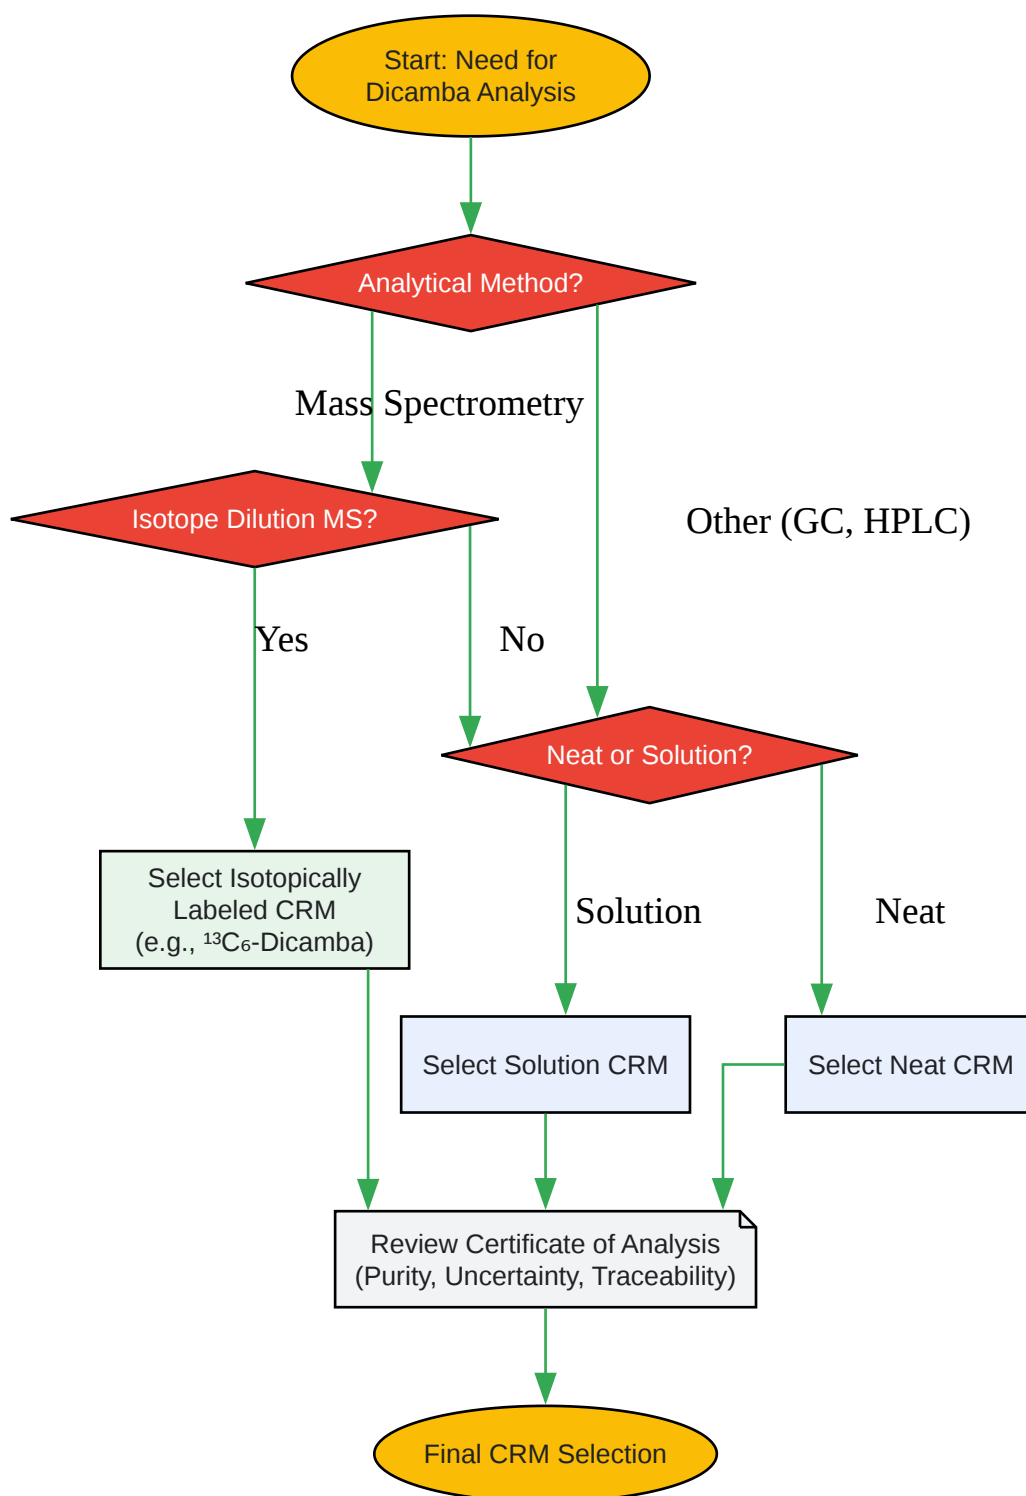 Start: Need for
Dicamba Analysis
Analytical Method?
Mass Spectrometry
Isotope Dilution MS?
Other (GC, HPLC)
Yes
No
Neat or Solution?
Select Isotopically
Labeled CRM
(e.g., ¹³C₆-Dicamba)
Solution
Neat
Select Solution CRM
Select Neat CRM
Review Certificate of Analysis
(Purity, Uncertainty, Traceability)
Final CRM Selection